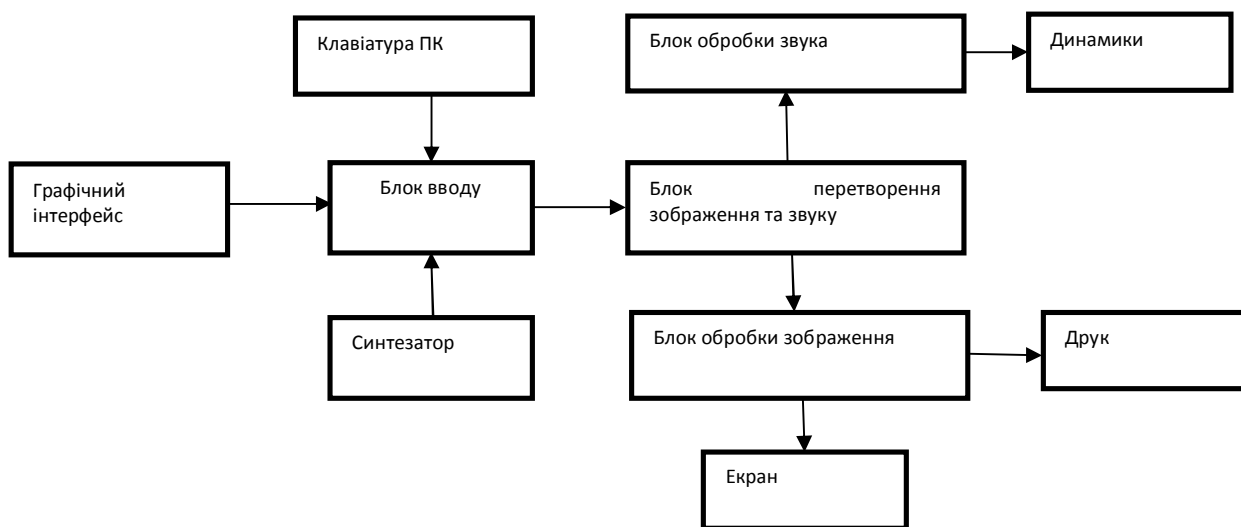 Клавіатура ПК
Блок обробки звука
Динамики
Графічний
інтерфейс
Блок вводу
Блок перетворення
зображення та звуку
Синтезатор
Блок обробки зображення
Друк
Екран